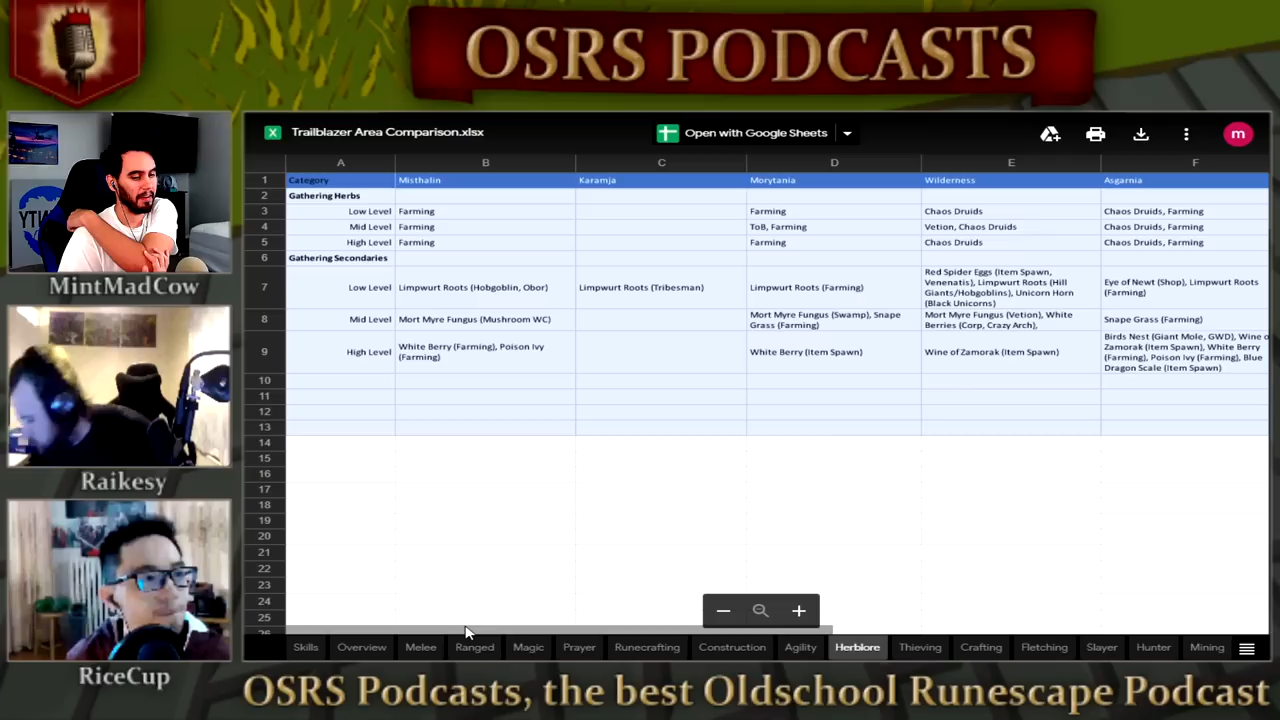 OSRS PODCASTS
Trailblazer Area Comparison.xlsx
Open with Google Sheets
m
A B C D E F
1 Category Misthalin Karamja Morytania Wilderness Asgarnia
2 Gathering Herbs
3 Low Level Farming Farming Chaos Druids Chaos Druids, Farming
4 Mid Level Farming ToB, Farming Vetion, Chaos Druids Chaos Druids, Farming
5 High Level Farming Farming Chaos Druids Chaos Druids, Farming
6 Gathering Secondaries
7 Low Level
Limpwurt Roots (Hobgoblin, Obor)
Limpwurt Roots (Tribesman)
Limpwurt Roots (Farming)
Red Spider Eggs (Item Spawn,
Venenatis), Limpwurt Roots (Hill
Giants/Hobgoblins), Unicorn Horn
(Black Unicorns)
Eye of Newt (Shop), Limpwurt Roots
(Farming)
8 Mid Level
Mort Myre Fungus (Mushroom WC)
Mort Myre Fungus (Swamp), Snape
Grass (Farming)
Mort Myre Fungus (Vetion), White
Berries (Corp, Crazy Arch),
Snape Grass (Farming)
9 High Level
White Berry (Farming), Poison Ivy
(Farming)
White Berry (Item Spawn)
Wine of Zamorak (Item Spawn)
Birds Nest (Giant Mole, GWD), Wine o
Zamorak (Item Spawn), White Berry
(Farming), Poison Ivy (Farming), Blue
Dragon Scale (Item Spawn)
10
11
12
13
14
15
16
17
18
19
20
21
22
23
24
25
26
Skills Overview Melee Ranged Magic Prayer Runecrafting Construction Agility Herblore Thieving Crafting Fletching Slayer Hunter Mining
MintMadCow
Raikesy
RiceCup
OSRS Podcasts, the best Oldschool Runescape Podcast